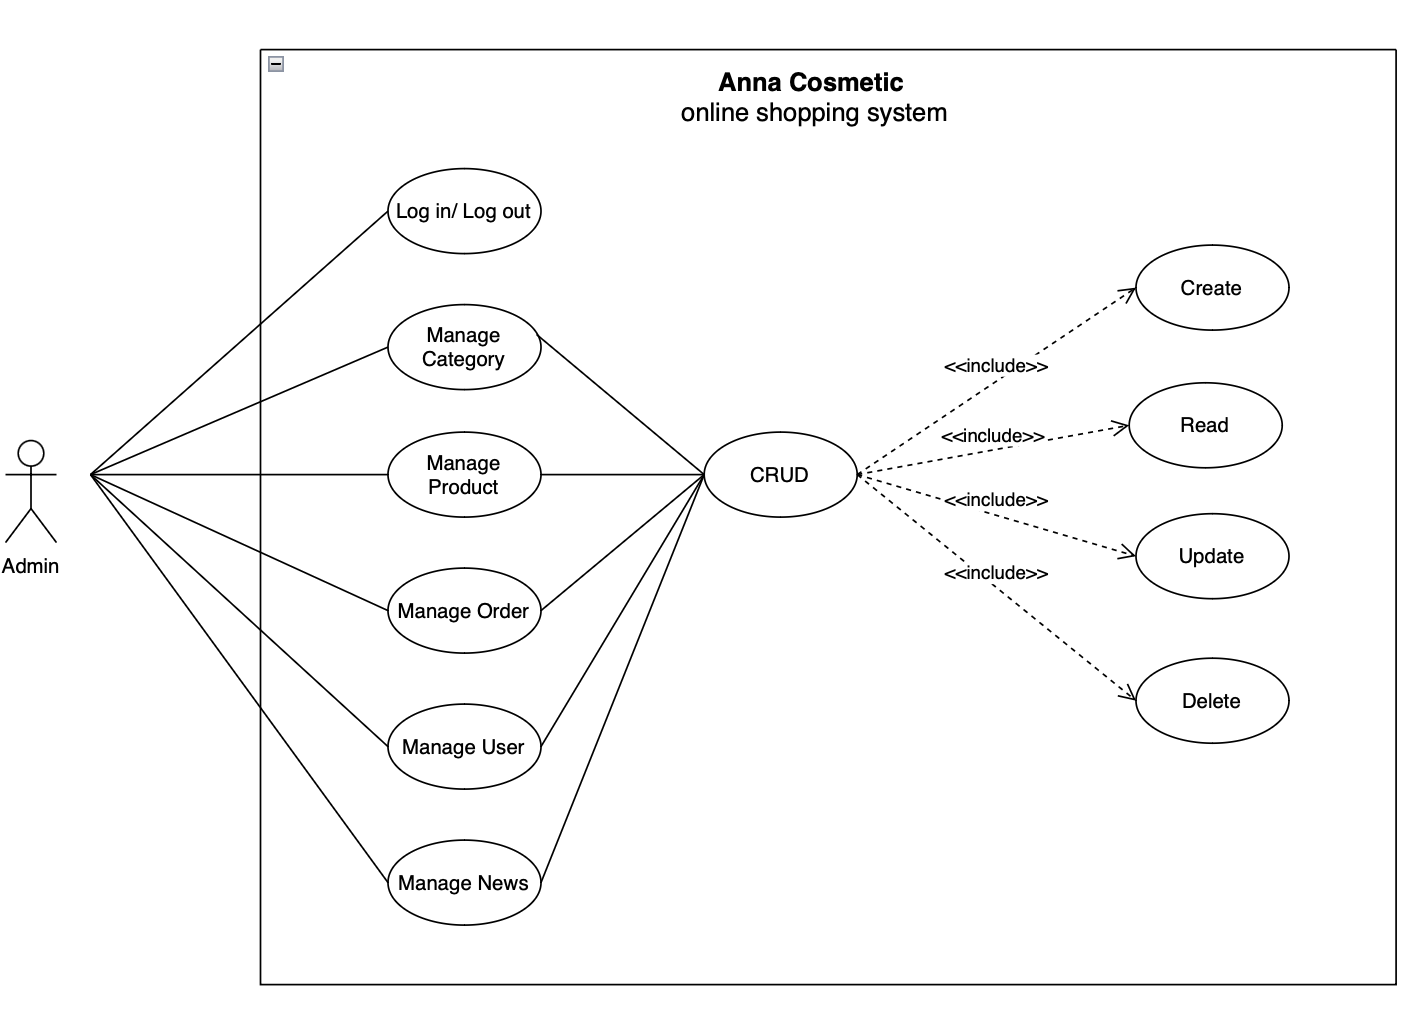 Anna Cosmetic
online shopping system
Log in/ Log out
Manage
Category
Manage
Product
Manage Order
Manage User
Manage News
Admin
CRUD
<<include>>
<<include>>
<<include>>
<<include>>
Create
Read
Update
Delete